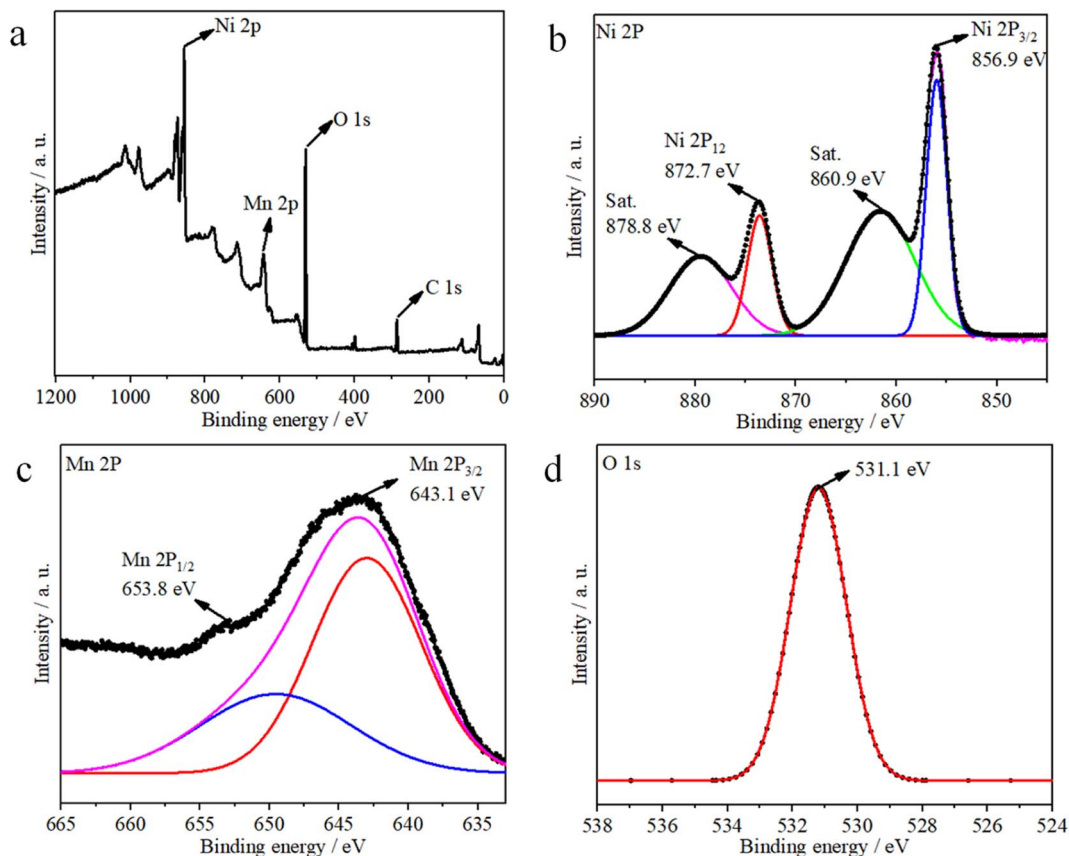 a
Ni 2p
O 1s
Mn 2p
C 1s
Intensity / a. u.
1200 1000 800 600 400 200 0
Binding energy / eV
b
Ni 2P
Ni 2P3/2
856.9 eV
Ni 2P12
872.7 eV
Sat.
860.9 eV
Sat.
878.8 eV
Intensity / a. u.
890 880 870 860 850
Binding energy / eV
c
Mn 2P
Mn 2P3/2
643.1 eV
Mn 2P1/2
653.8 eV
Intensity / a. u.
665 660 655 650 645 640 635
Binding energy / eV
d
O 1s
531.1 eV
Intensity / a. u.
538 536 534 532 530 528 526 524
Binding energy / eV